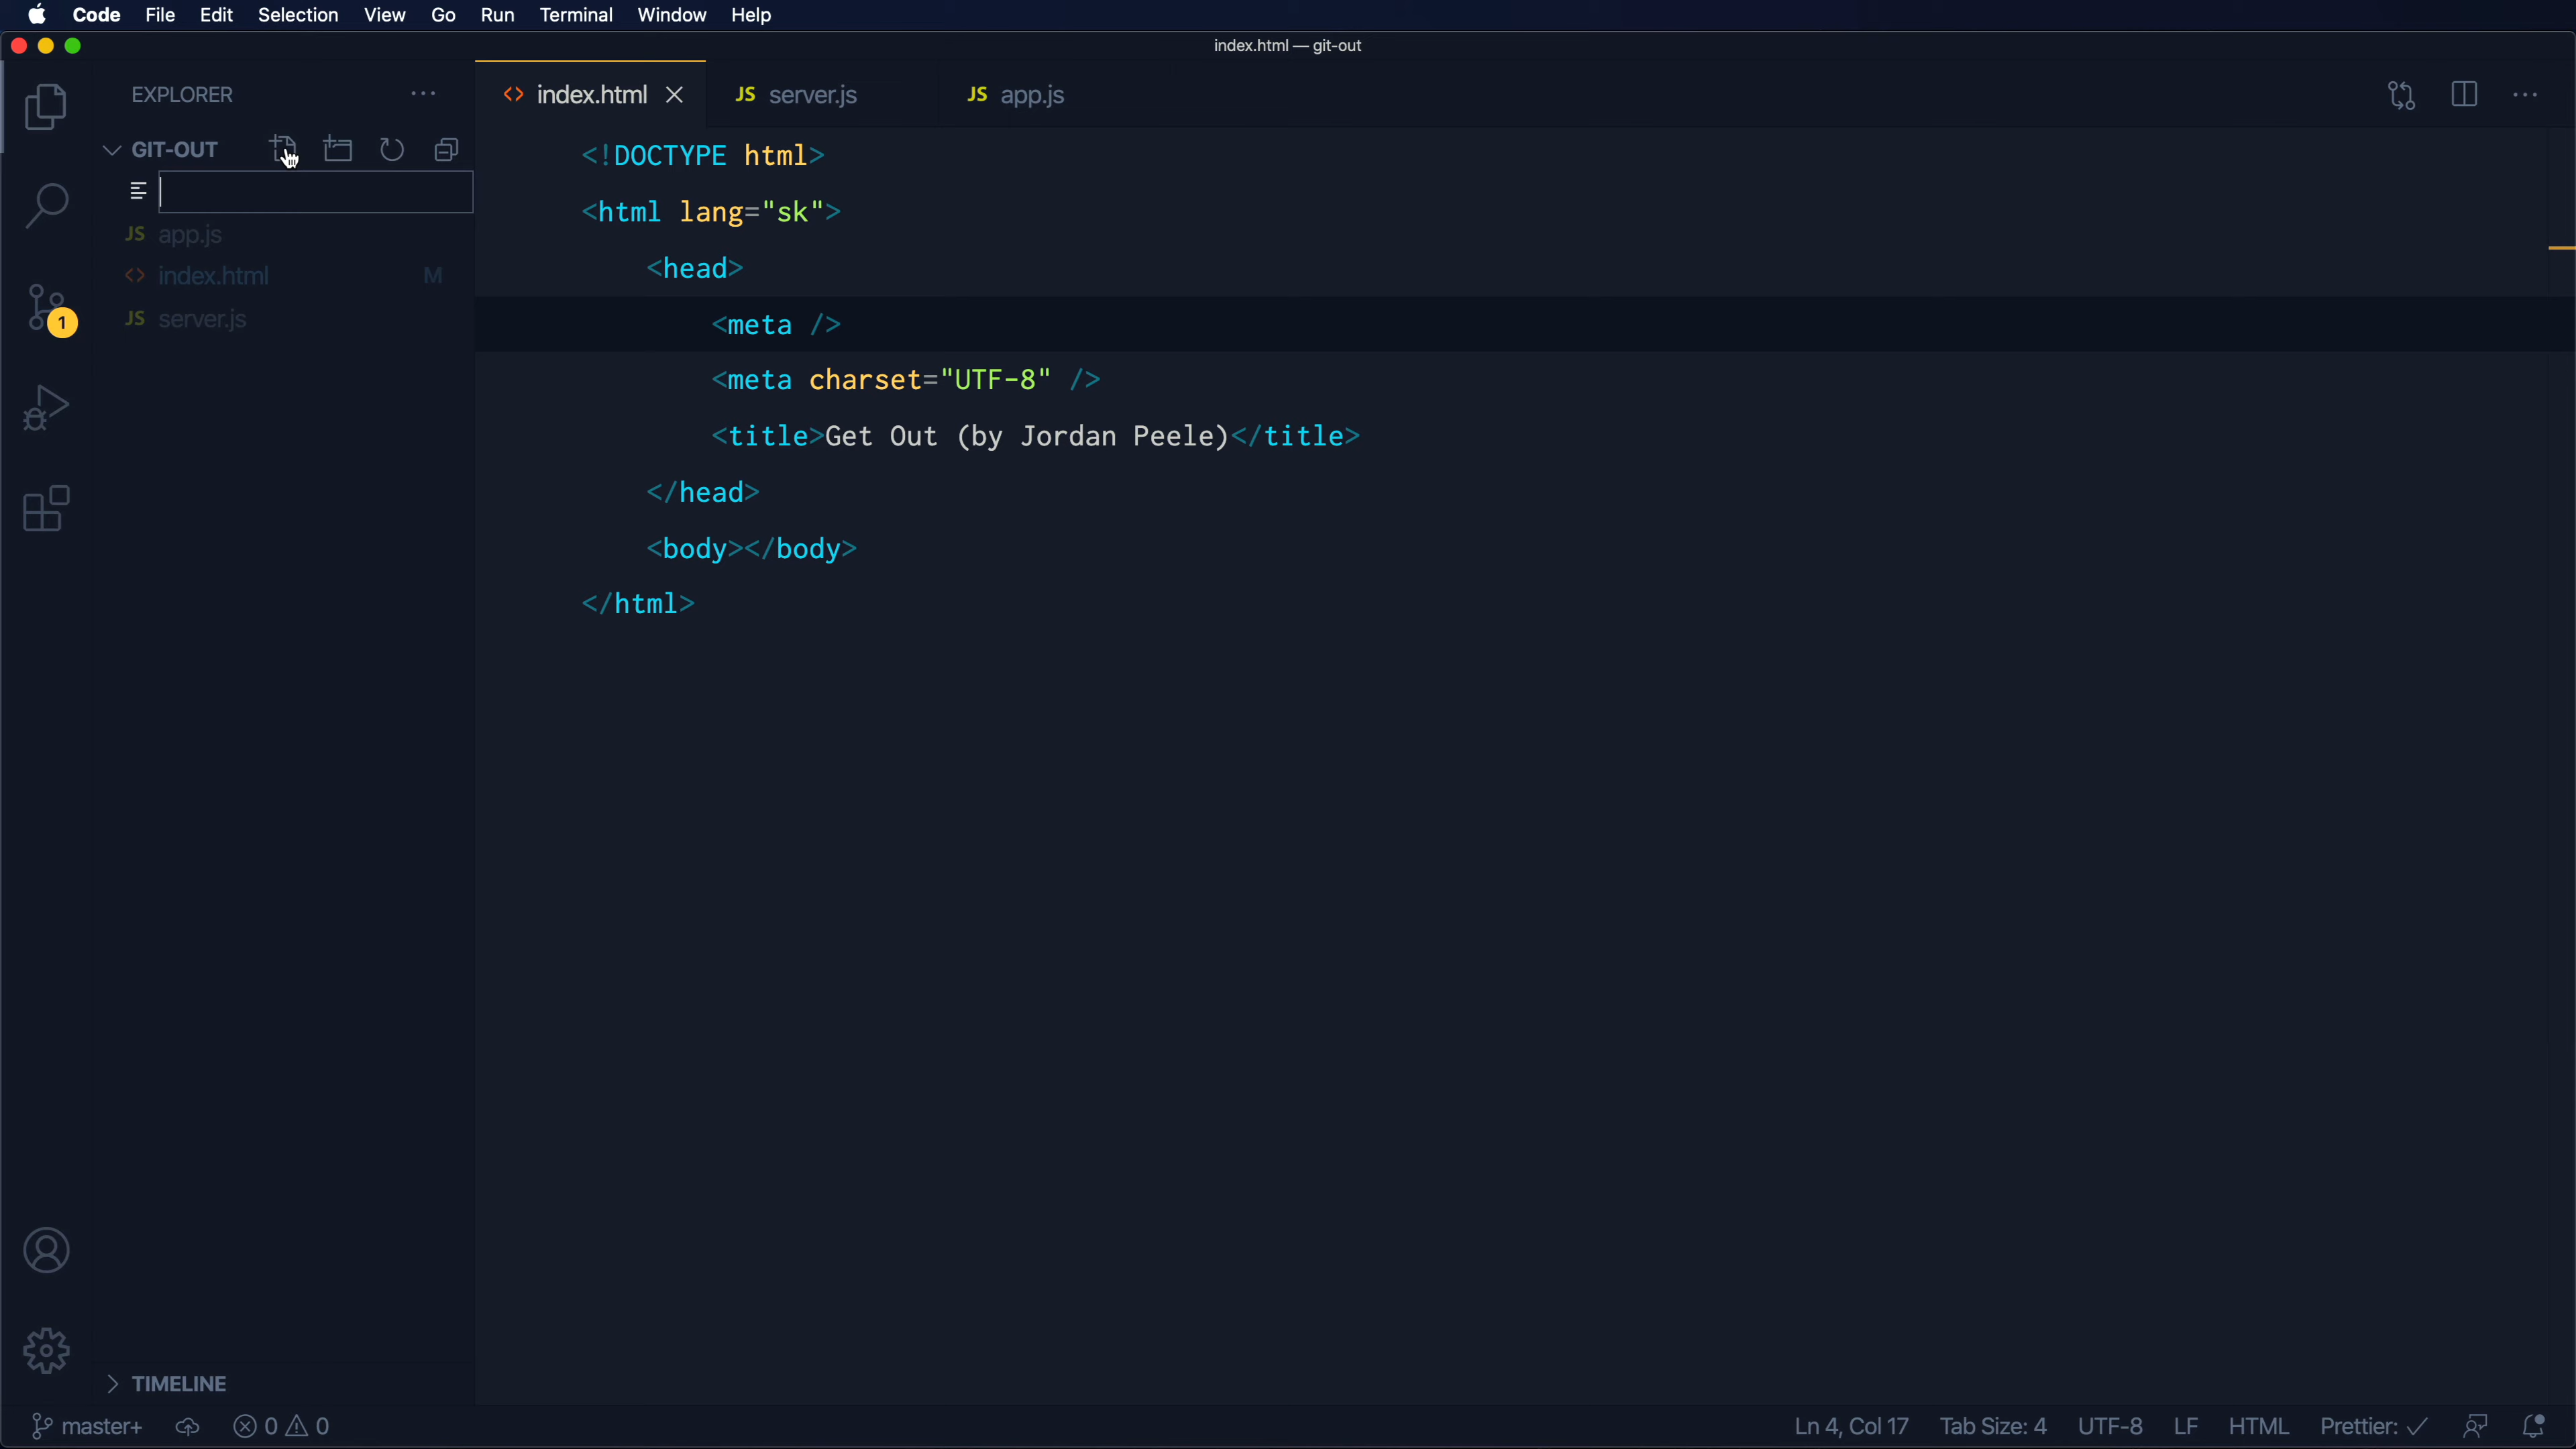 Code File Edit Selection View Go Run Terminal Window Help
index.html — git-out
EXPLORER ···
<> index.html JS server.js JS app.js
GIT-OUT
JS app.js
<> index.html M
JS server.js
1
<!DOCTYPE html>
<html lang="sk">
<head>
<meta />
<meta charset="UTF-8" />
<title>Get Out (by Jordan Peele)</title>
</head>
<body></body>
</html>
TIMELINE
master+ 0 0 Ln 4, Col 17 Tab Size: 4 UTF-8 LF HTML Prettier: ✓